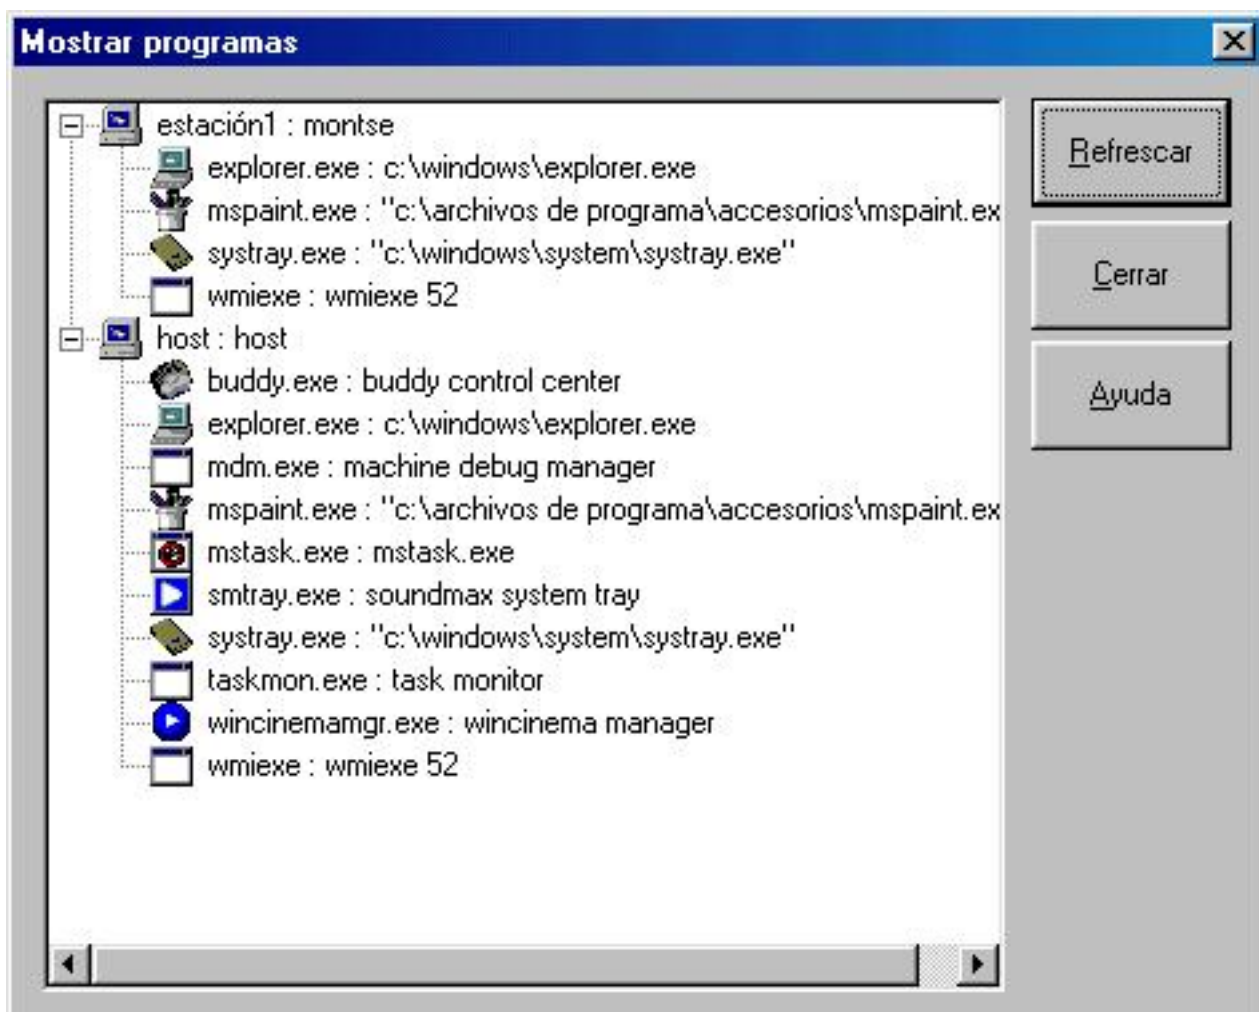 Mostrar programas
estación1 : montse
explorer.exe : c:\windows\explorer.exe
mspaint.exe : "c:\archivos de programa\accesorios\mspaint.ex
systray.exe : "c:\windows\system\systray.exe"
wmiexe : wmiexe 52
host : host
buddy.exe : buddy control center
explorer.exe : c:\windows\explorer.exe
mdm.exe : machine debug manager
mspaint.exe : "c:\archivos de programa\accesorios\mspaint.ex
mstask.exe : mstask.exe
smtray.exe : soundmax system tray
systray.exe : "c:\windows\system\systray.exe"
taskmon.exe : task monitor
wincinemamgr.exe : wincinema manager
wmiexe : wmiexe 52
Refrescar
Cerrar
Ayuda